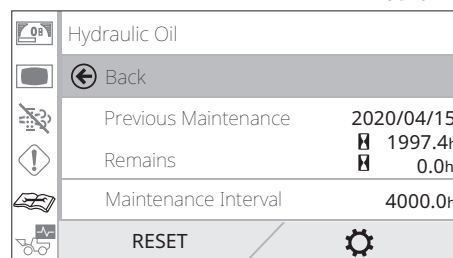 Hydraulic Oil
Back
Previous Maintenance 2020/04/15
1997.4h
Remains 0.0h
Maintenance Interval 4000.0h
RESET